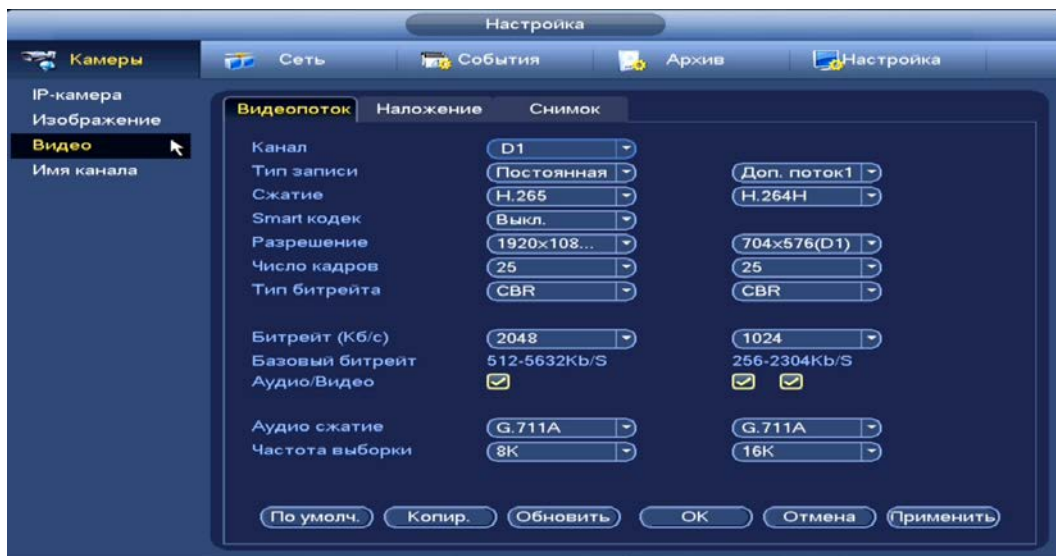 Настройка
Камеры Сеть События Архив Настройка
IP-камера
Изображение
Видео
Имя канала
Видеопоток Наложение Снимок
Канал D1
Тип записи Постоянная Доп. поток1
Сжатие H.265 H.264H
Smart кодек Выкл.
Разрешение 1920x108... 704x576(D1)
Число кадров 25 25
Тип битрейта CBR CBR
Битрейт (Кб/с) 2048 1024
Базовый битрейт 512-5632Kb/S 256-2304Kb/S
Аудио/Видео
Аудио сжатие G.711A G.711A
Частота выборки 8K 16K
По умолч. Копир. Обновить OK Отмена Применить